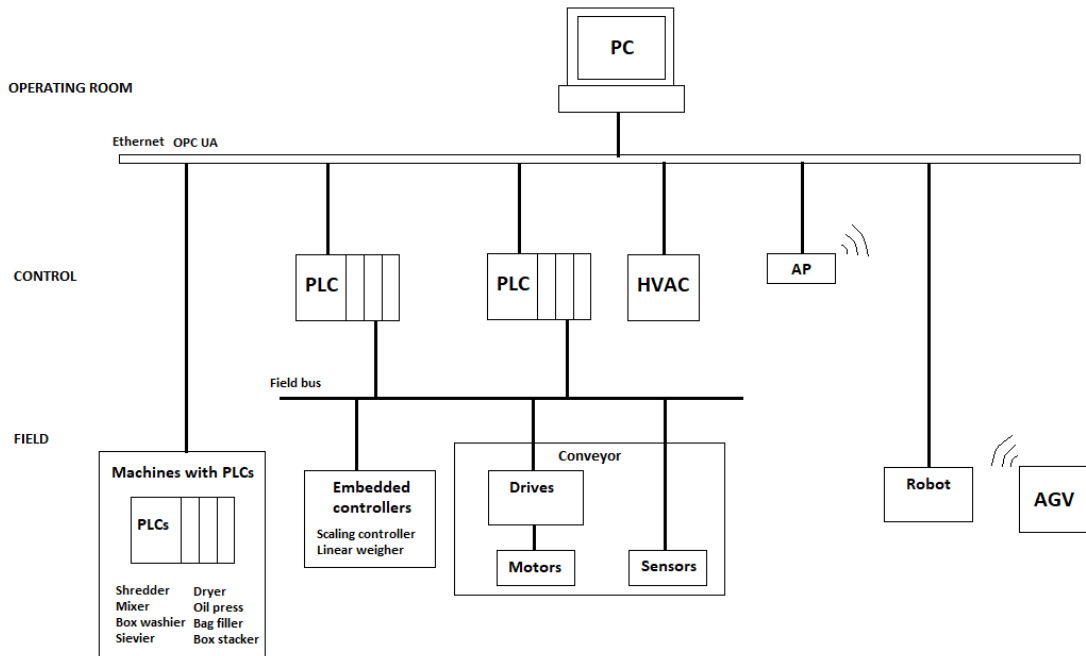 PC
OPERATING ROOM
Ethernet OPC UA
PLC
PLC
HVAC
AP
CONTROL
Field bus
FIELD
Machines with PLCs
PLCs
Shredder Dryer
Mixer Oil press
Box washier Bag filler
Sievier Box stacker
Embedded
controllers
Scaling controller
Linear weigher
Conveyor
Drives
Motors
Sensors
Robot
AGV